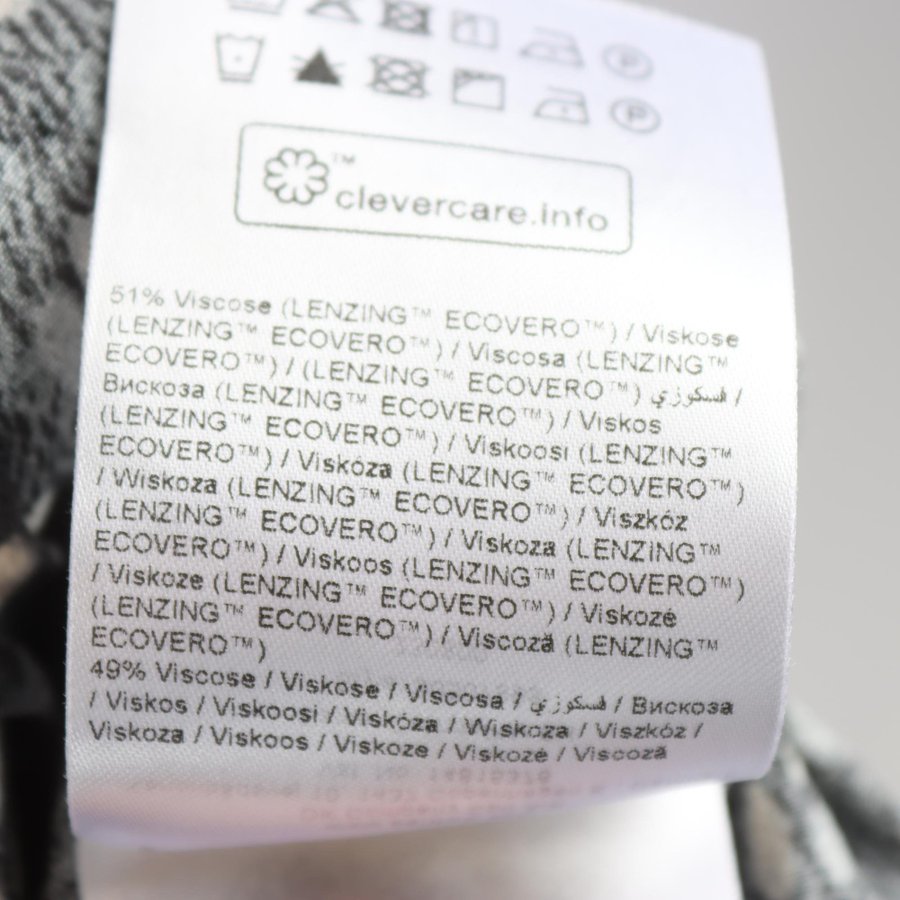 P
P
™
clevercare.info
51% Viscose (LENZING™ ECOVERO™) / Viskose
(LENZING™ ECOVERO™) / Viscosa (LENZING™
ECOVERO™) / (LENZING™ ECOVERO™) فسكوزي /
Вискоза (LENZING™ ECOVERO™) / Viskos
(LENZING™ ECOVERO™) / Viskoosi (LENZING™
ECOVERO™) / Viskóza (LENZING™ ECOVERO™)
/ Wiskoza (LENZING™ ECOVERO™) / Viszkóz
(LENZING™ ECOVERO™) / Viskoza (LENZING™
ECOVERO™) / Viskoos (LENZING™ ECOVERO™)
/ Viskoze (LENZING™ ECOVERO™) / Viskozė
(LENZING™ ECOVERO™) / Viscoză (LENZING™
ECOVERO™)
49% Viscose / Viskose / Viscosa / فسكوزي / Вискоза
/ Viskos / Viskoosi / Viskóza / Wiskoza / Viszkóz /
Viskoza / Viskoos / Viskoze / Viskozė / Viscoză